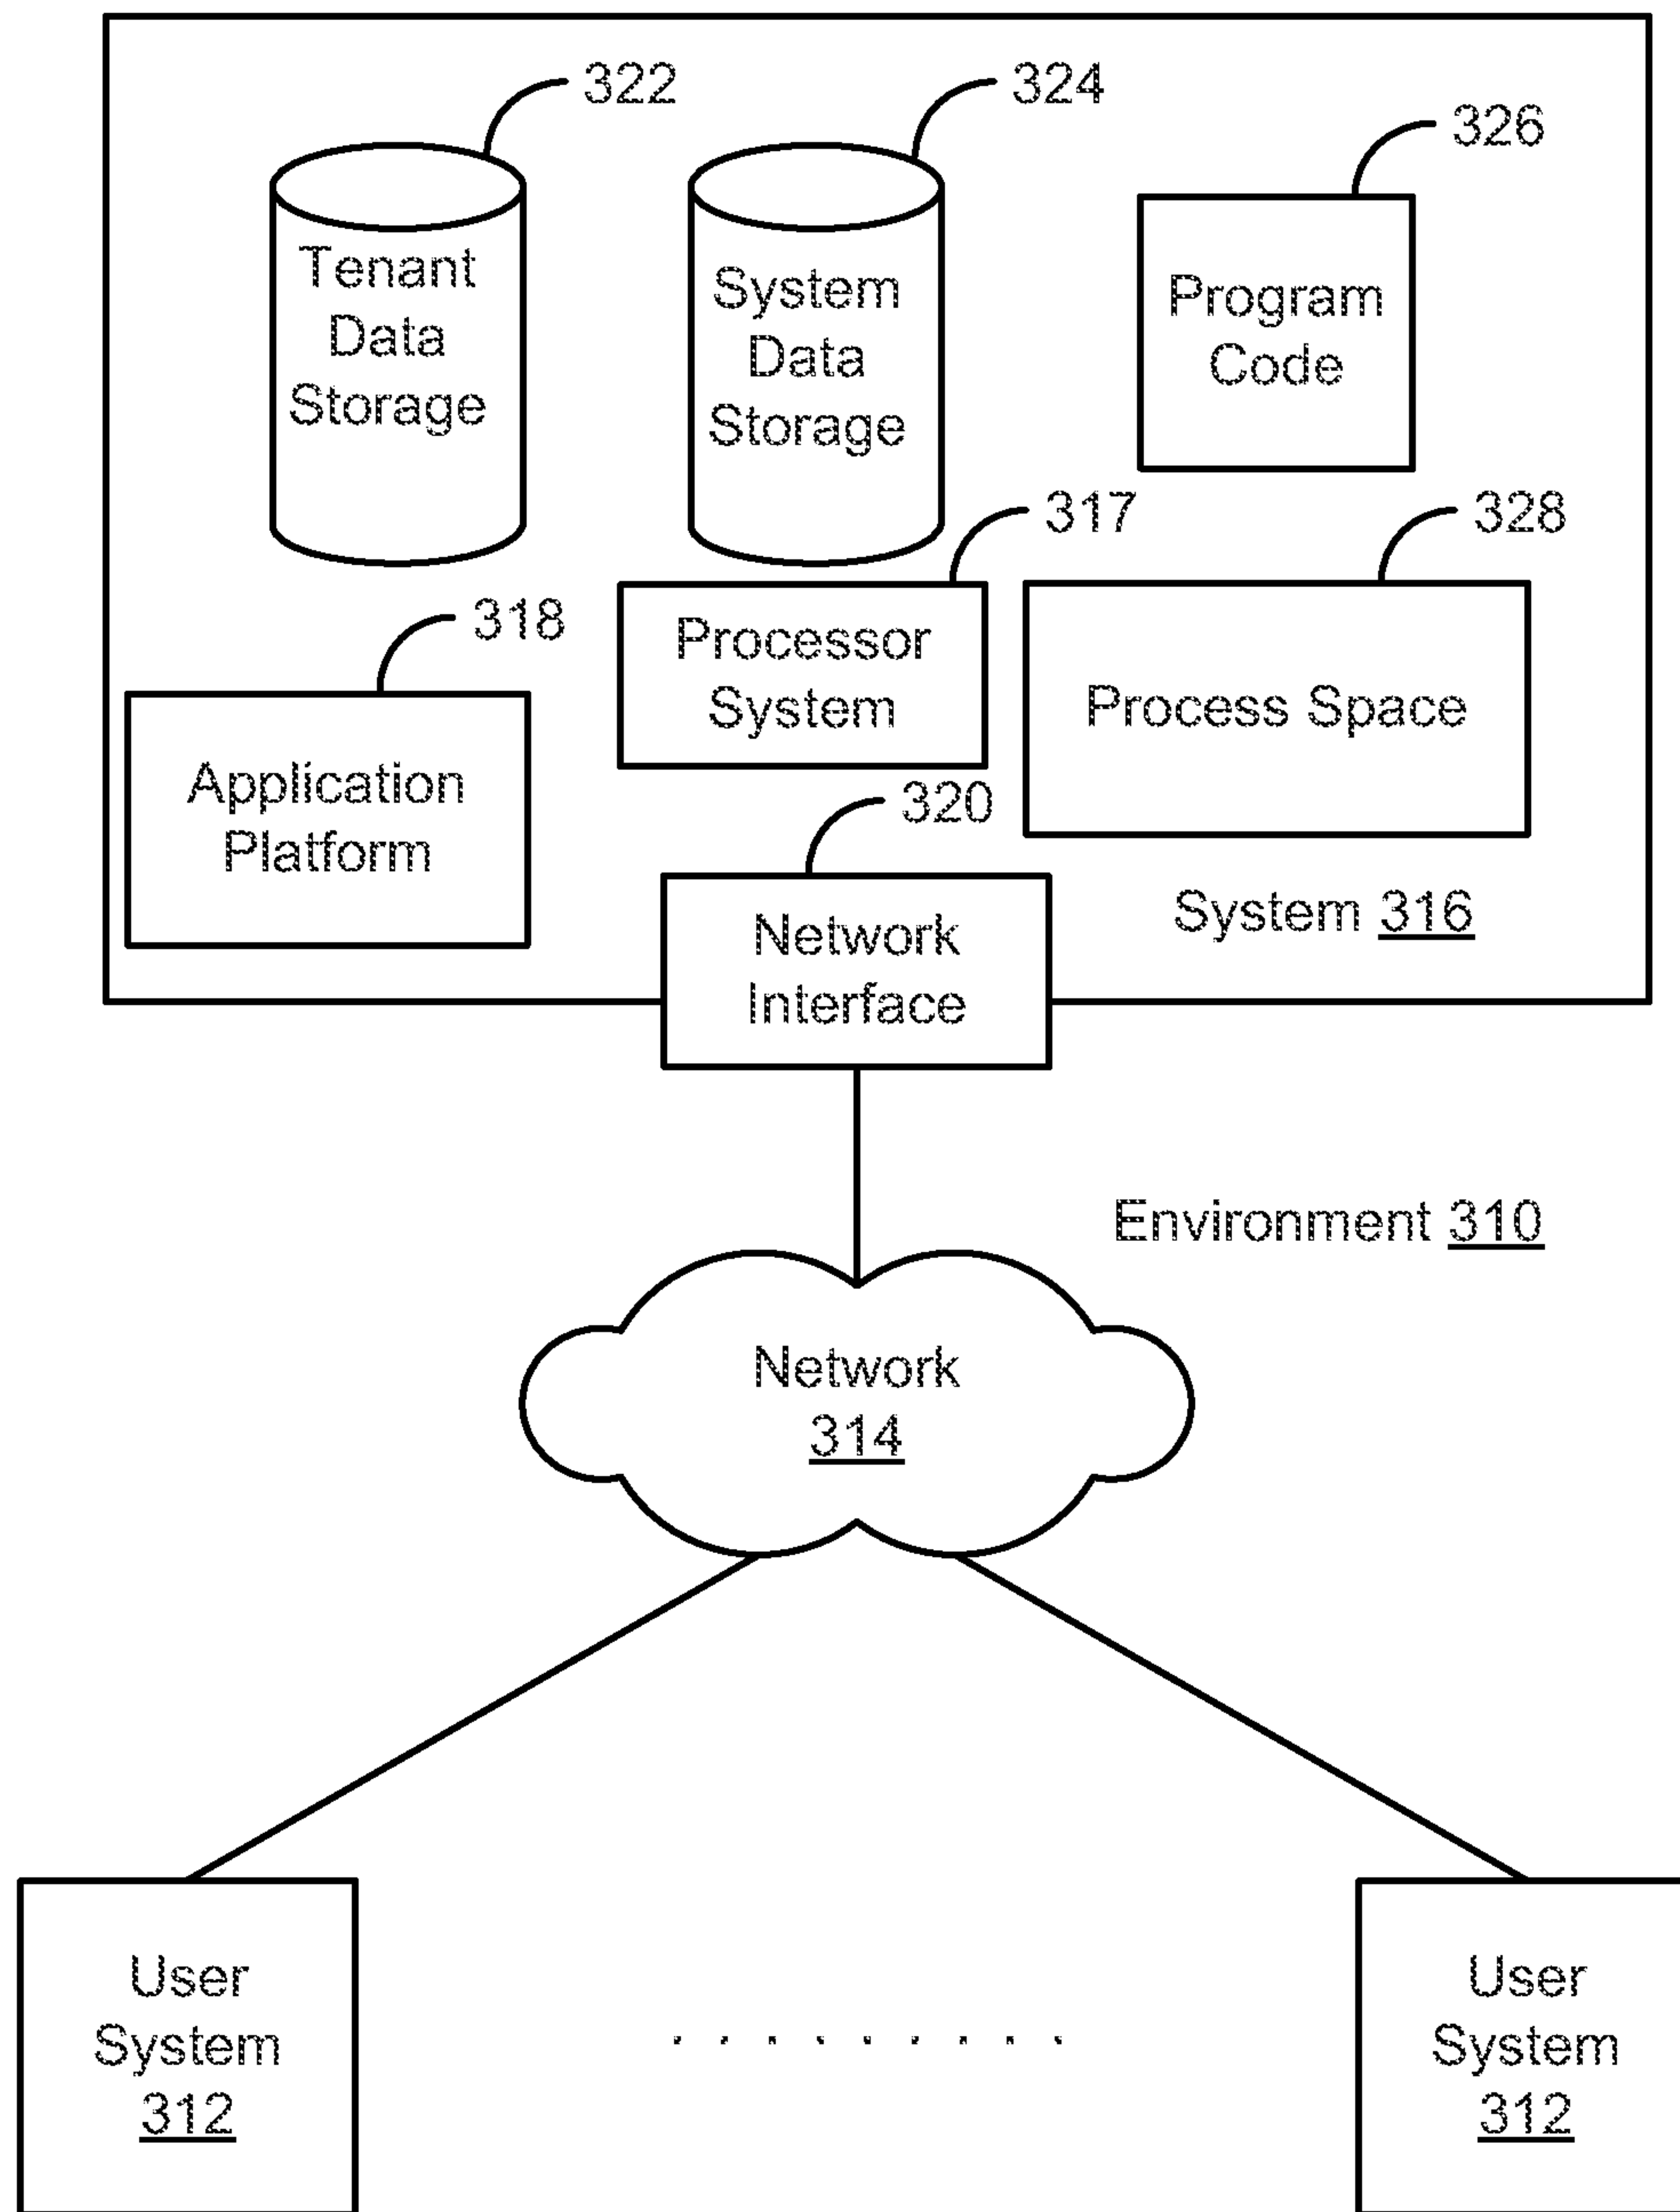 322
324
326
Tenant
Data
Storage
System
Data
Storage
Program
Code
317
328
318
Processor
System
Process Space
Application
Platform
320
Network
Interface
System 316
Environment 310
Network
314
User
System
312
. . . . . . . . .
User
System
312